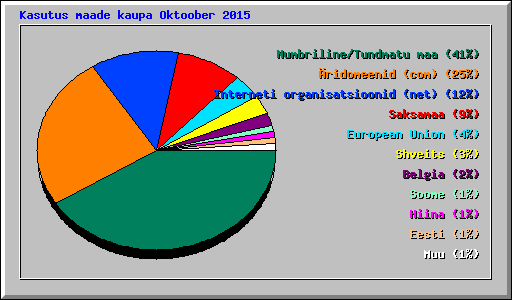 Kasutus maade kaupa Oktoober 2015
Numbriline/Tundmatu maa (41%)
Äridomeenid (com) (25%)
Interneti organisatsioonid (net) (12%)
Saksamaa (9%)
European Union (4%)
Shveits (3%)
Belgia (2%)
Soome (1%)
Hiina (1%)
Eesti (1%)
Muu (1%)